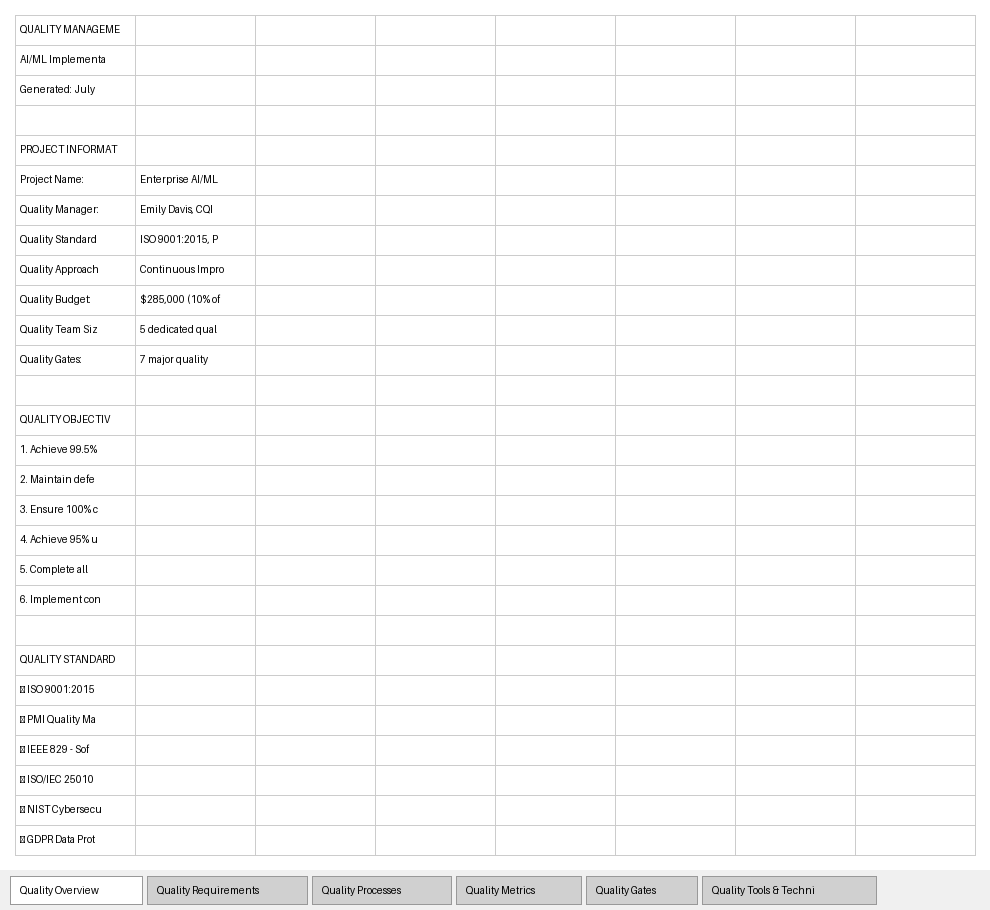 QUALITY MANAGEME
AI/ML Implementa
Generated: July
PROJECT INFORMAT
Project Name: Enterprise AI/ML
Quality Manager: Emily Davis, CQI
Quality Standard ISO 9001:2015, P
Quality Approach Continuous Impro
Quality Budget: $285,000 (10% of
Quality Team Siz 5 dedicated qual
Quality Gates: 7 major quality
QUALITY OBJECTIV
1. Achieve 99.5%
2. Maintain defe
3. Ensure 100% c
4. Achieve 95% u
5. Complete all
6. Implement con
QUALITY STANDARD
ISO 9001:2015
PMI Quality Ma
IEEE 829 - Sof
ISO/IEC 25010
NIST Cybersecu
GDPR Data Prot
Quality Overview Quality Requirements Quality Processes Quality Metrics Quality Gates Quality Tools & Techni